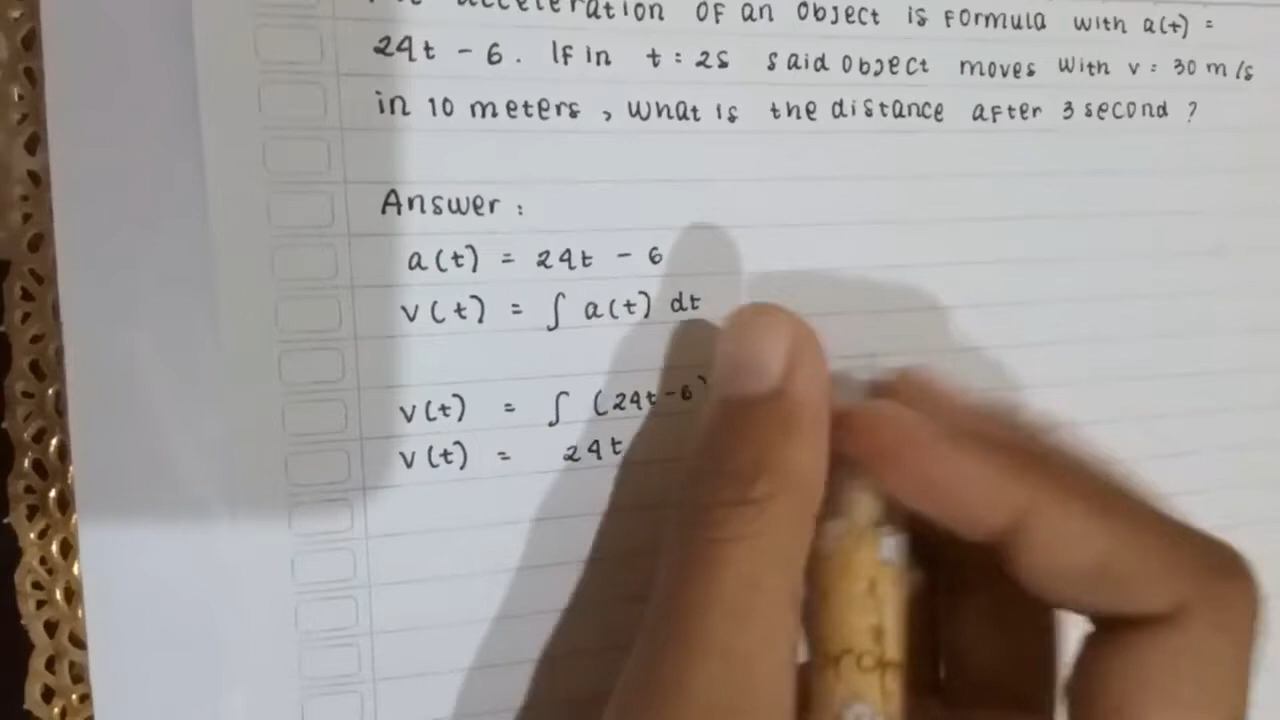 acceleration of an object is formula with a(t) =
24t - 6. If in t : 2s said object moves with v = 30 m/s
in 10 meters, what is the distance after 3 second ?
Answer :
a(t) = 24t - 6
v(t) = ∫ a(t) dt
v(t) = ∫ (24t-6)
v(t) = 24t